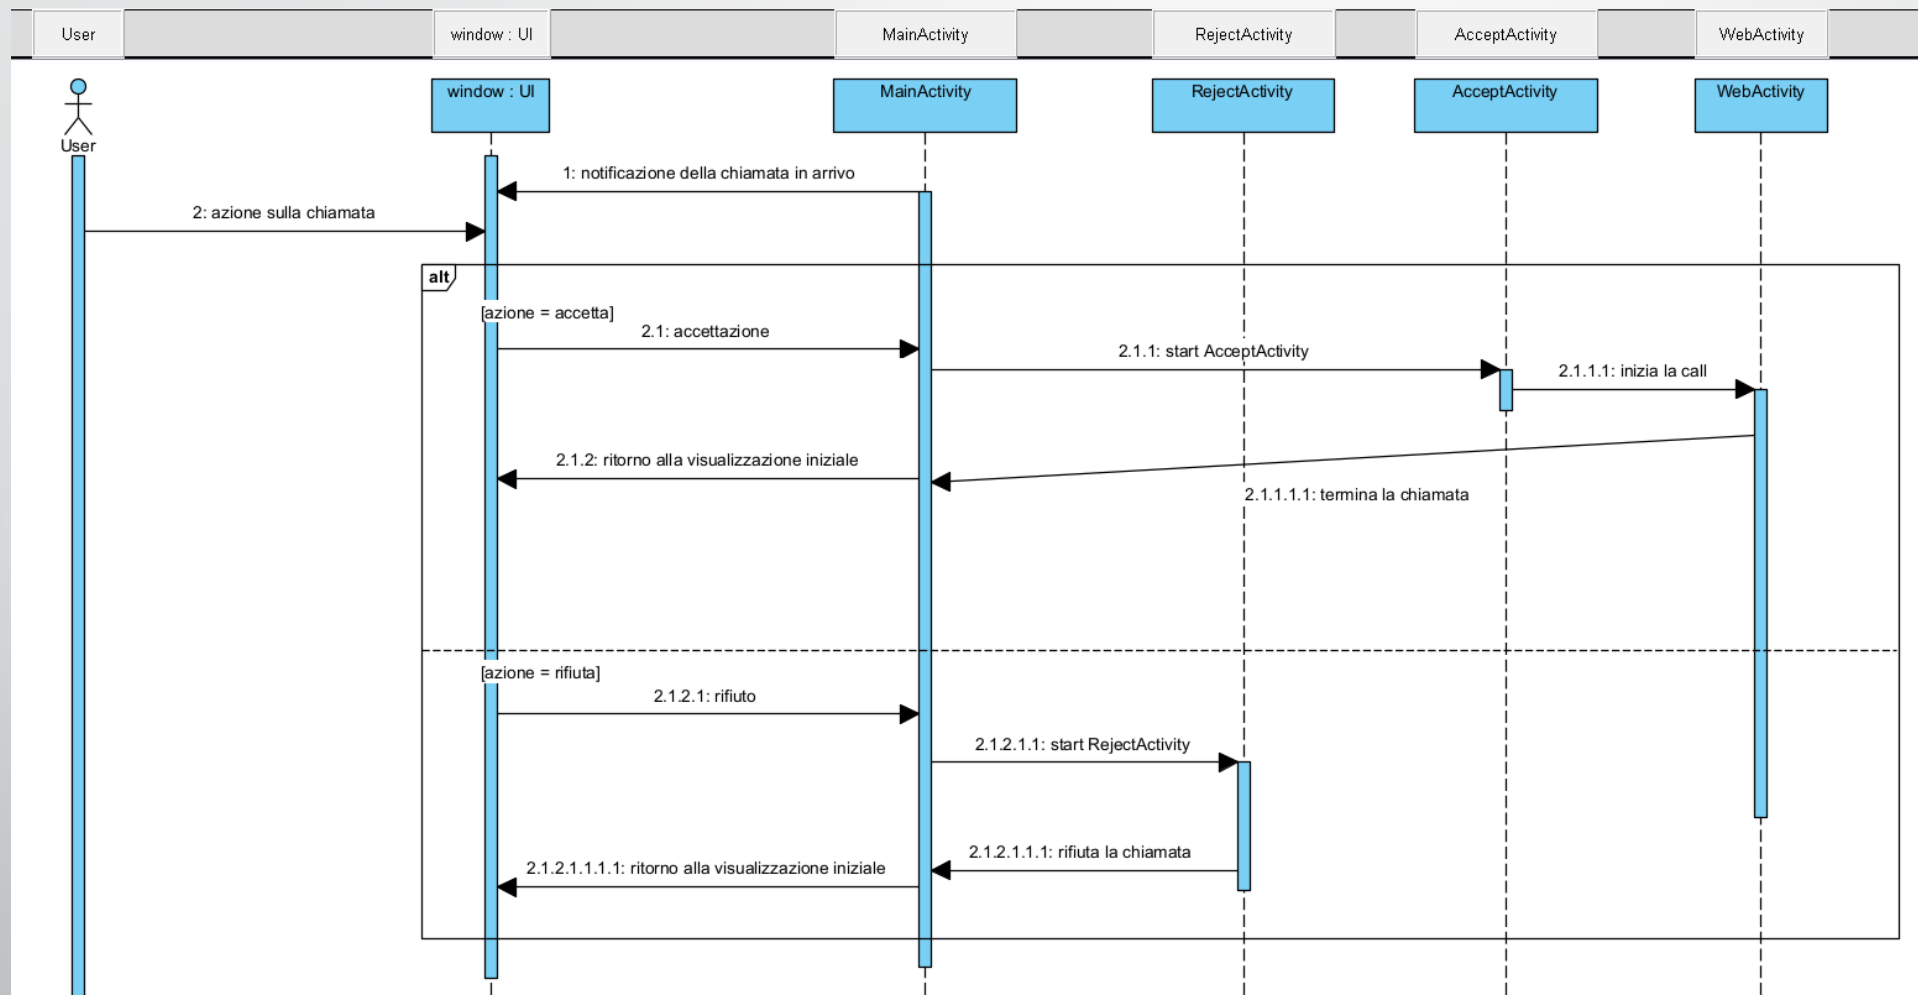 User
window : UI
MainActivity
RejectActivity
AcceptActivity
WebActivity
window : UI
MainActivity
RejectActivity
AcceptActivity
WebActivity
User
1: notificazione della chiamata in arrivo
2: azione sulla chiamata
alt
[azione = accetta]
2.1: accettazione
2.1.1: start AcceptActivity
2.1.1.1: inizia la call
2.1.2: ritorno alla visualizzazione iniziale
2.1.1.1.1: termina la chiamata
[azione = rifiuta]
2.1.2.1: rifiuto
2.1.2.1.1: start RejectActivity
2.1.2.1.1.1: rifiuta la chiamata
2.1.2.1.1.1.1: ritorno alla visualizzazione iniziale